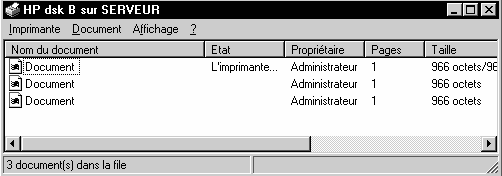 HP dsk B sur SERVEUR
Imprimante Document Affichage ?
Nom du document Etat Propriétaire Pages Taille
Document L'imprimante... Administrateur 1 966 octets/96
Document Administrateur 1 966 octets
Document Administrateur 1 966 octets
3 document(s) dans la file